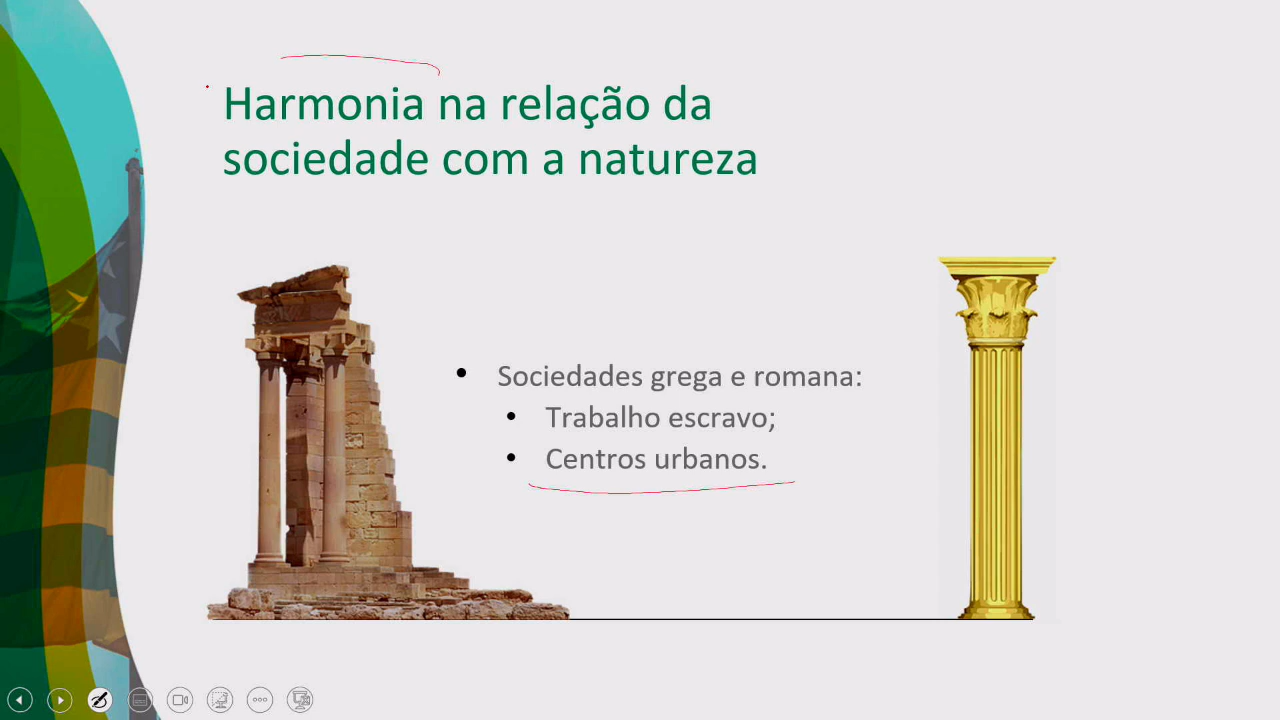 Harmonia na relação da
sociedade com a natureza
• Sociedades grega e romana:
• Trabalho escravo;
• Centros urbanos.